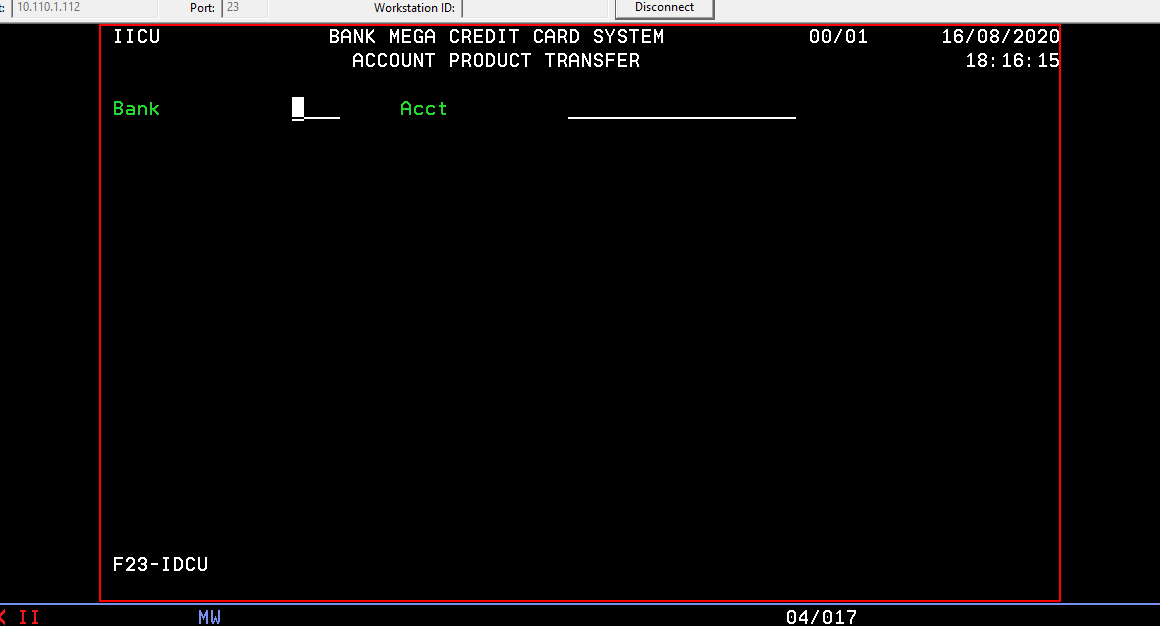 : 10.110.1.112 Port: 23 Workstation ID: Disconnect
IICU BANK MEGA CREDIT CARD SYSTEM 00/01 16/08/2020
ACCOUNT PRODUCT TRANSFER 18:16:15
Bank Acct
F23-IDCU
II MW 04/017